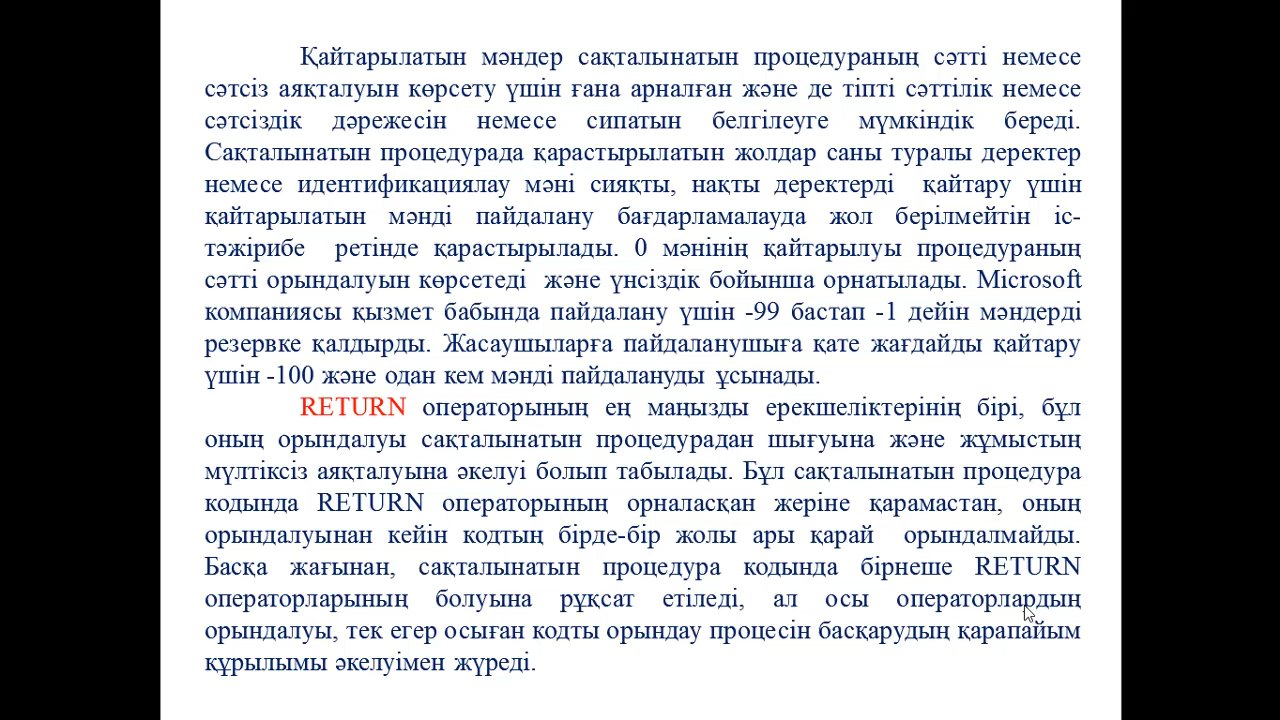 Қайтарылатын мәндер сақталынатын процедураның сәтті немесе
сәтсіз аяқталуын көрсету үшін ғана арналған және де тіпті сәттілік немесе
сәтсіздік дәрежесін немесе сипатын белгілеуге мүмкіндік береді.
Сақталынатын процедурада қарастырылатын жолдар саны туралы деректер
немесе идентификациялау мәні сияқты, нақты деректерді қайтару үшін
қайтарылатын мәнді пайдалану бағдарламалауда жол берілмейтін іс-
тәжірибе ретінде қарастырылады. 0 мәнінің қайтарылуы процедураның
сәтті орындалуын көрсетеді және үнсіздік бойынша орнатылады. Microsoft
компаниясы қызмет бабында пайдалану үшін -99 бастап -1 дейін мәндерді
резервке қалдырды. Жасаушыларға пайдаланушыға қате жағдайды қайтару
үшін -100 және одан кем мәнді пайдалануды ұсынады.
RETURN операторының ең маңызды ерекшеліктерінің бірі, бұл
оның орындалуы сақталынатын процедурадан шығуына және жұмыстың
мүлтіксіз аяқталуына әкелуі болып табылады. Бұл сақталынатын процедура
кодында RETURN операторының орналасқан жеріне қарамастан, оның
орындалуынан кейін кодтың бірде-бір жолы ары қарай орындалмайды.
Басқа жағынан, сақталынатын процедура кодында бірнеше RETURN
операторларының болуына рұқсат етіледі, ал осы операторлардың
орындалуы, тек егер осыған кодты орындау процесін басқарудың қарапайым
құрылымы әкелуімен жүреді.